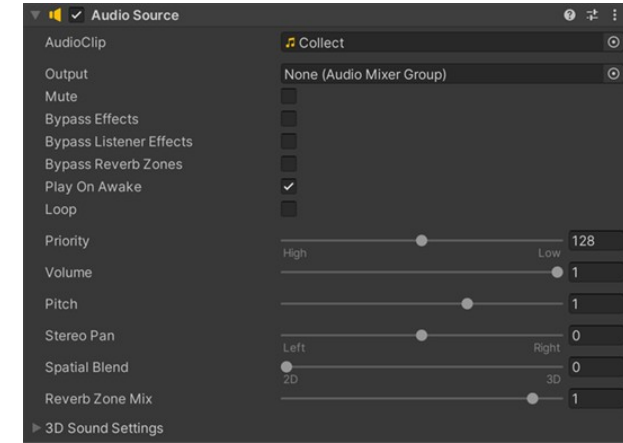 Audio Source
AudioClip Collect
Output None (Audio Mixer Group)
Mute
Bypass Effects
Bypass Listener Effects
Bypass Reverb Zones
Play On Awake
Loop
Priority 128
High Low
Volume 1
Pitch 1
Stereo Pan 0
Left Right
Spatial Blend 0
2D 3D
Reverb Zone Mix 1
3D Sound Settings